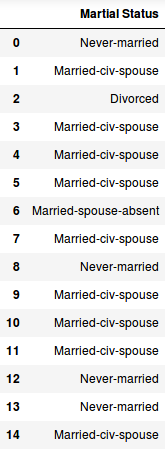 Martial Status
0 Never-married
1 Married-civ-spouse
2 Divorced
3 Married-civ-spouse
4 Married-civ-spouse
5 Married-civ-spouse
6 Married-spouse-absent
7 Married-civ-spouse
8 Never-married
9 Married-civ-spouse
10 Married-civ-spouse
11 Married-civ-spouse
12 Never-married
13 Never-married
14 Married-civ-spouse